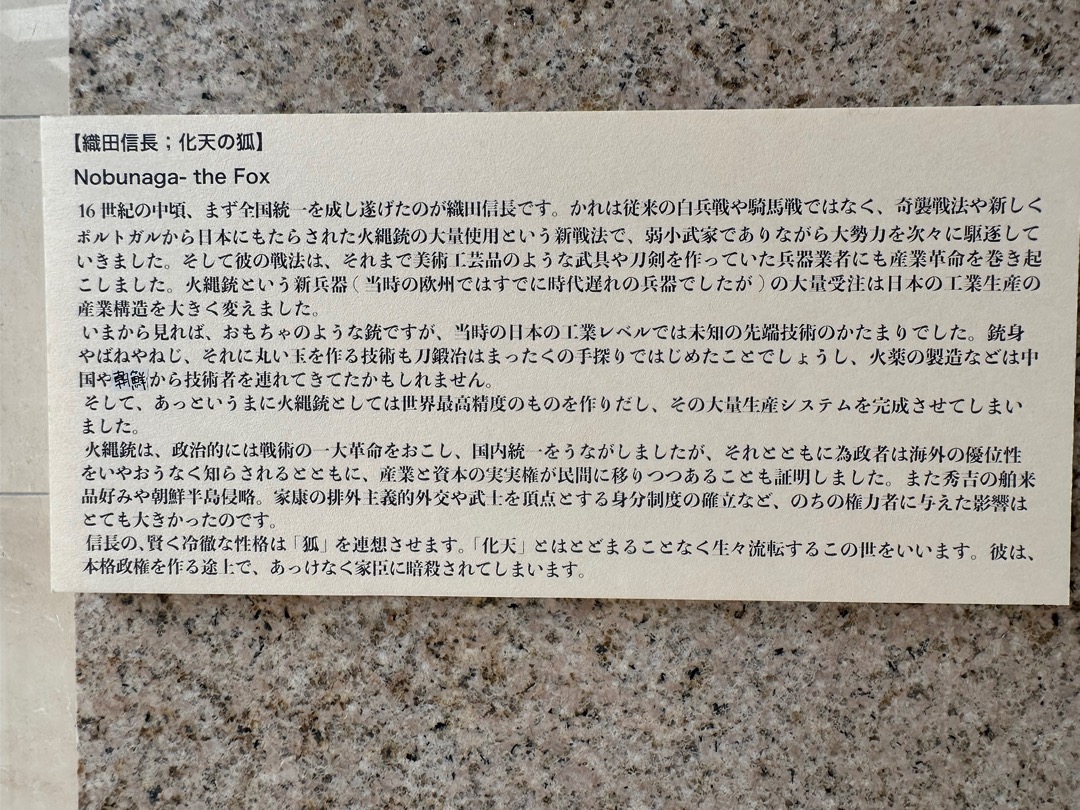 【織田信長；化天の狐】
Nobunaga- the Fox
16 世紀の中頃、まず全国統一を成し遂げたのが織田信長です。かれは従来の白兵戦や騎馬戦ではなく、奇襲戦法や新しく
ポルトガルから日本にもたらされた火縄銃の大量使用という新戦法で、弱小武家でありながら大勢力を次々に駆逐して
いきました。そして彼の戦法は、それまで美術工芸品のような武具や刀剣を作っていた兵器業者にも産業革命を巻き起
こしました。火縄銃という新兵器（当時の欧州ではすでに時代遅れの兵器でしたが）の大量受注は日本の工業生産の
産業構造を大きく変えました。
いまから見れば、おもちゃのような銃ですが、当時の日本の工業レベルでは未知の先端技術のかたまりでした。銃身
やばねやねじ、それに丸い玉を作る技術も刀鍛冶はまったくの手探りではじめたことでしょうし、火薬の製造などは中
国や朝鮮から技術者を連れてきてたかもしれません。
そして、あっというまに火縄銃としては世界最高精度のものを作りだし、その大量生産システムを完成させてしまい
ました。
火縄銃は、政治的には戦術の一大革命をおこし、国内統一をうながしましたが、それとともに為政者は海外の優位性
をいやおうなく知らされるとともに、産業と資本の実実権が民間に移りつつあることも証明しました。また秀吉の舶来
品好みや朝鮮半島侵略。家康の排外主義的外交や武士を頂点とする身分制度の確立など、のちの権力者に与えた影響は
とても大きかったのです。
信長の、賢く冷徹な性格は「狐」を連想させます。「化天」とはとどまることなく生々流転するこの世をいいます。彼は、
本格政権を作る途上で、あっけなく家臣に暗殺されてしまいます。